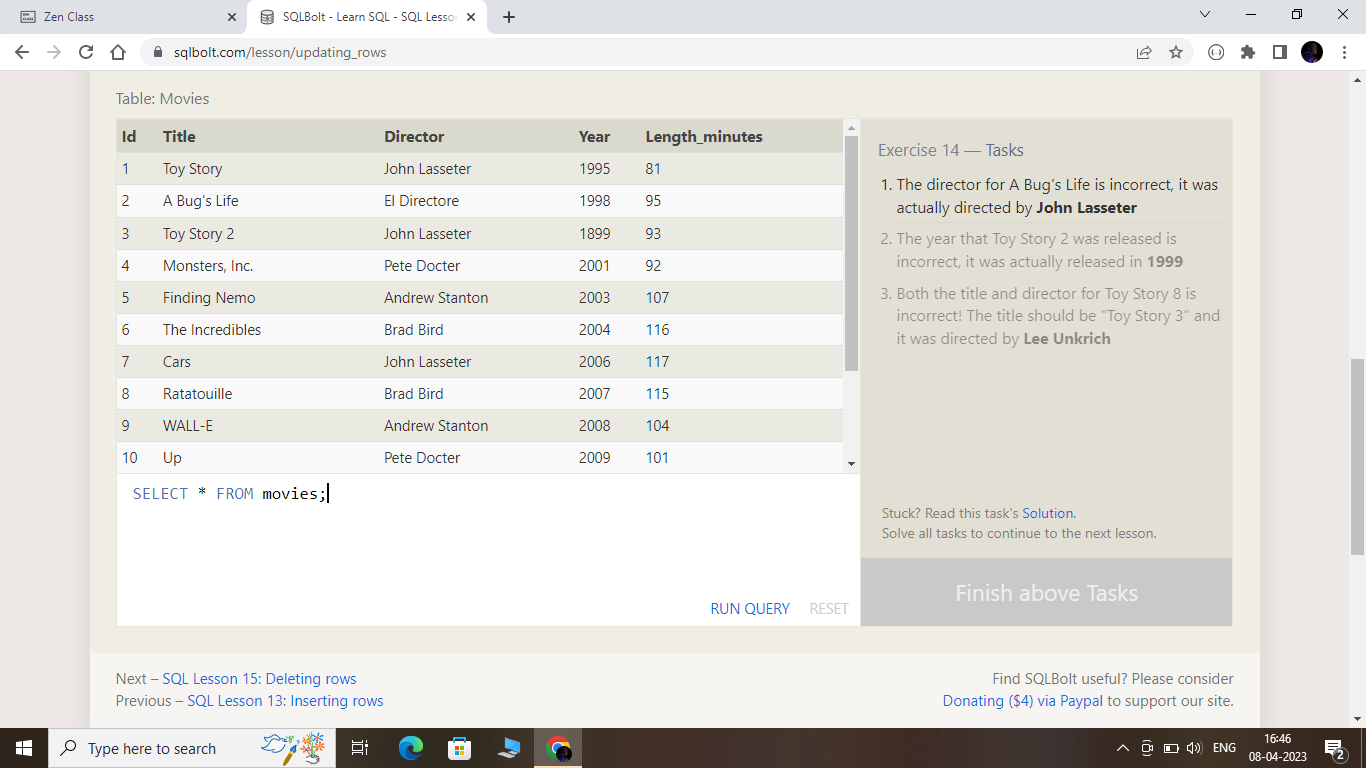 Zen Class
SQLBolt - Learn SQL - SQL Lesso
sqlbolt.com/lesson/updating_rows
Table: Movies
Id Title Director Year Length_minutes
1 Toy Story John Lasseter 1995 81
2 A Bug's Life El Directore 1998 95
3 Toy Story 2 John Lasseter 1899 93
4 Monsters, Inc. Pete Docter 2001 92
5 Finding Nemo Andrew Stanton 2003 107
6 The Incredibles Brad Bird 2004 116
7 Cars John Lasseter 2006 117
8 Ratatouille Brad Bird 2007 115
9 WALL-E Andrew Stanton 2008 104
10 Up Pete Docter 2009 101
SELECT * FROM movies;
RUN QUERY RESET
Exercise 14 — Tasks
1. The director for A Bug's Life is incorrect, it was
actually directed by John Lasseter
2. The year that Toy Story 2 was released is
incorrect, it was actually released in 1999
3. Both the title and director for Toy Story 8 is
incorrect! The title should be "Toy Story 3" and
it was directed by Lee Unkrich
Stuck? Read this task's Solution.
Solve all tasks to continue to the next lesson.
Finish above Tasks
Next – SQL Lesson 15: Deleting rows
Previous – SQL Lesson 13: Inserting rows
Find SQLBolt useful? Please consider
Donating ($4) via Paypal to support our site.
Type here to search
ENG
16:46
08-04-2023
2